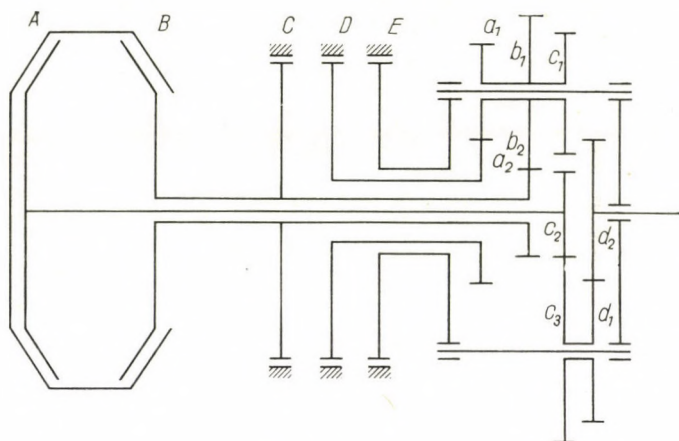 A B C D E a₁
b₁ c₁
b₂
a₂
c₂ d₂
c₃ d₁